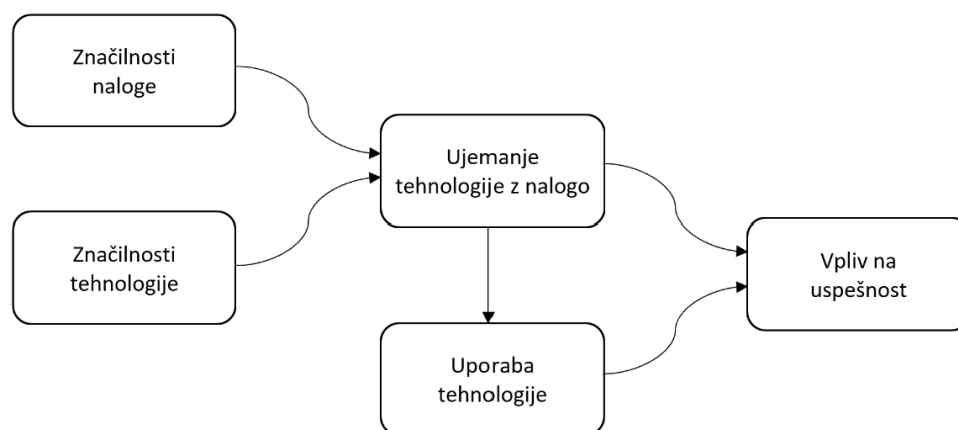 Značilnosti
naloge
Ujemanje
tehnologije z nalogo
Značilnosti
tehnologije
Vpliv na
uspešnost
Uporaba
tehnologije